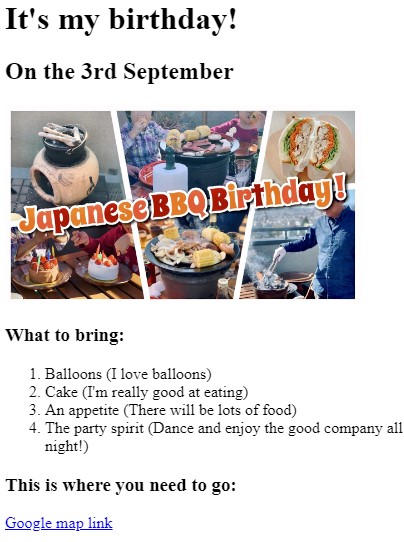 It's my birthday!
On the 3rd September
Japanese BBQ Birthday!
What to bring:
1. Balloons (I love balloons)
2. Cake (I'm really good at eating)
3. An appetite (There will be lots of food)
4. The party spirit (Dance and enjoy the good company all
night!)
This is where you need to go:
Google map link